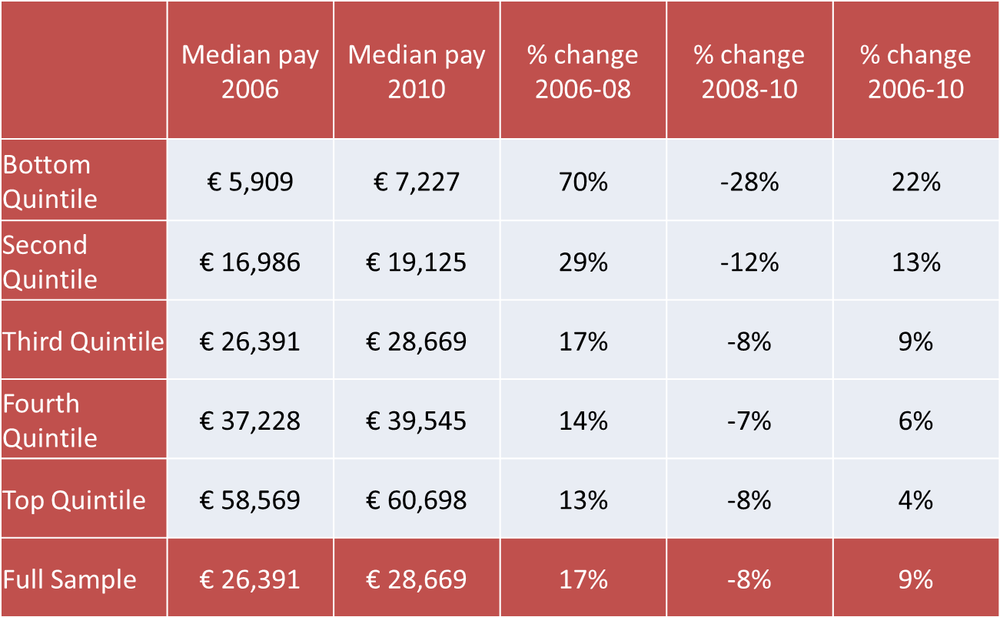 Median pay
2006
Median pay
2010
% change
2006-08
% change
2008-10
% change
2006-10
Bottom
Quintile
€ 5,909
€ 7,227
70%
-28%
22%
Second
Quintile
€ 16,986
€ 19,125
29%
-12%
13%
Third Quintile
€ 26,391
€ 28,669
17%
-8%
9%
Fourth
Quintile
€ 37,228
€ 39,545
14%
-7%
6%
Top Quintile
€ 58,569
€ 60,698
13%
-8%
4%
Full Sample
€ 26,391
€ 28,669
17%
-8%
9%